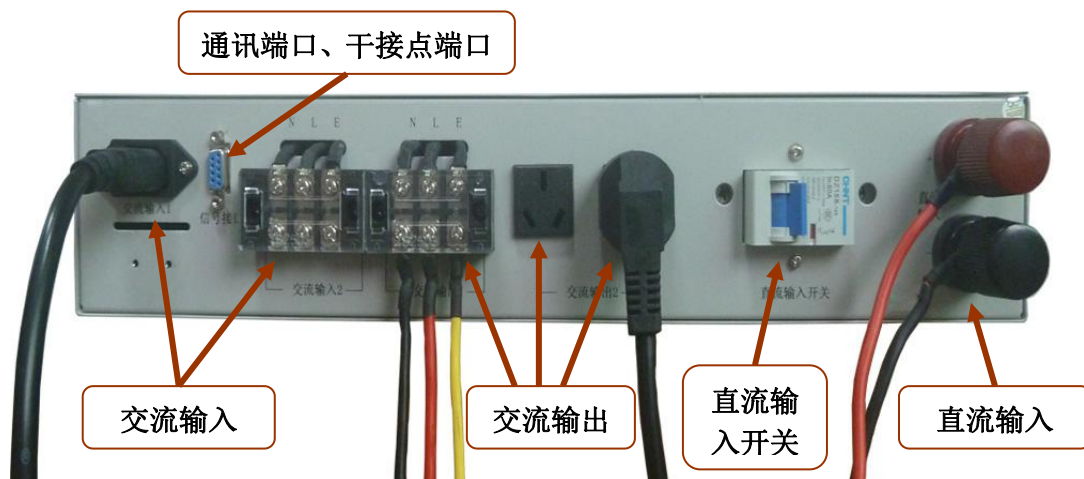 通讯端口、干接点端口
N L E
N L E
交流输入1
信号接口
交流输入2
交流输出2
直流输入开关
CHNT
DZ158
交流输入
交流输出
直流输
入开关
直流输入